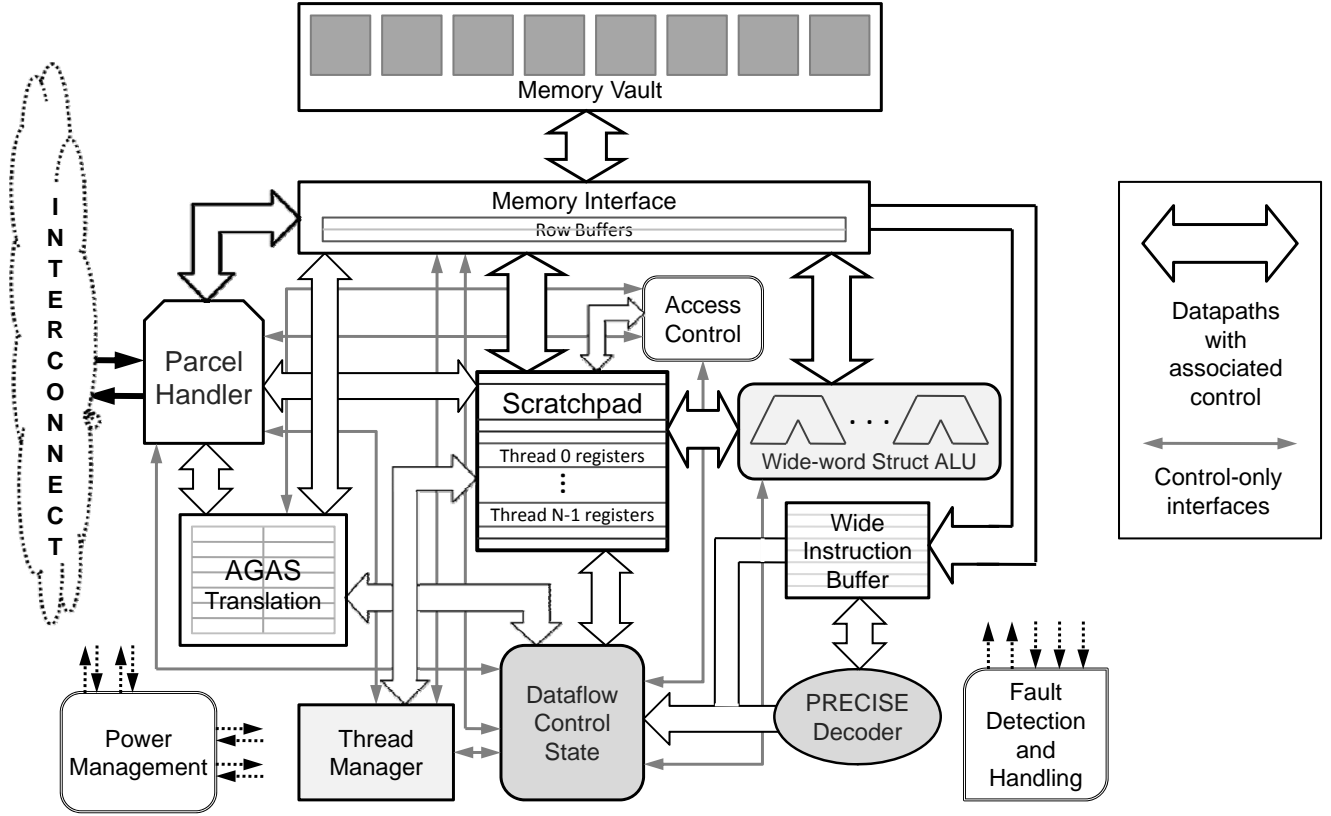 Memory Vault
INTERCONNECT
Memory Interface
Row Buffers
Access
Control
Parcel
Handler
Scratchpad
Thread 0 registers
⋮
Thread N-1 registers
. . .
Wide-word Struct ALU
Wide
Instruction
Buffer
AGAS
Translation
Dataflow
Control
State
PRECISE
Decoder
Thread
Manager
Power
Management
Fault
Detection
and
Handling
Datapaths
with
associated
control
Control-only
interfaces